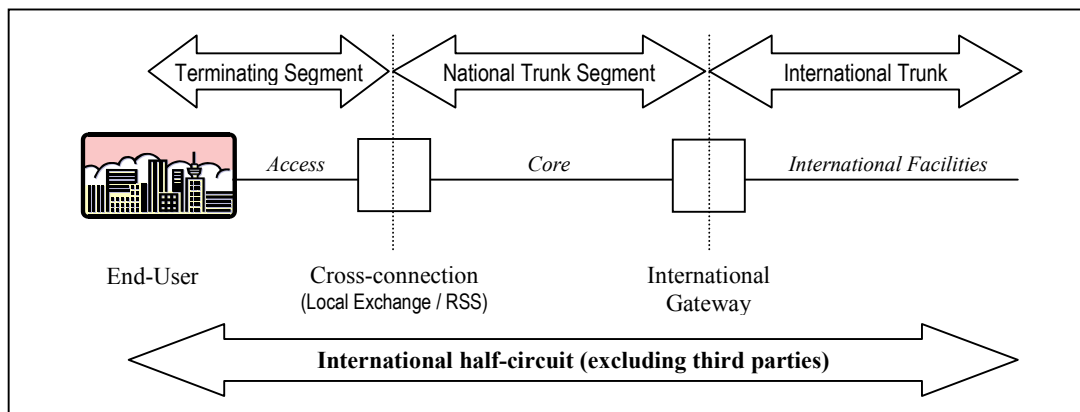 Terminating Segment
National Trunk Segment
International Trunk
Access
Core
International Facilities
End-User
Cross-connection
(Local Exchange / RSS)
International
Gateway
International half-circuit (excluding third parties)